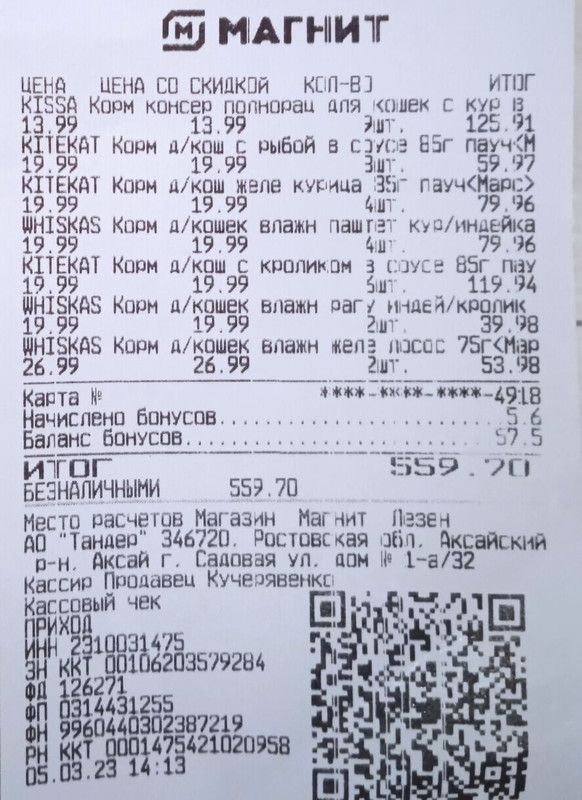 МАГНИТ
ЦЕНА ЦЕНА СО СКИДКОЙ КОЛ-ВО ИТОГ
KISSA Корм консер полнорац для кошек с кур в
13.99 13.99 9шт. 125.91
KITEKAT Корм д/кош с рыбой в соусе 85г пауч<М
19.99 19.99 3шт. 59.97
KITEKAT Корм д/кош желе курица 85г пауч<Марс>
19.99 19.99 4шт. 79.96
WHISKAS Корм д/кошек влажн паштет кур/индейка
19.99 19.99 4шт. 79.96
KITEKAT Корм д/кош с кроликом в соусе 85г пау
19.99 19.99 6шт. 119.94
WHISKAS Корм д/кошек влажн рагу индей/кролик
19.99 19.99 2шт. 39.98
WHISKAS Корм д/кошек влажн желе лосос 75г<Мар
26.99 26.99 2шт. 53.98
Карта № ****-****-****-4918
Начислено бонусов..................5.6
Баланс бонусов....................57.5
ИТОГ 559.70
БЕЗНАЛИЧНЫМИ 559.70
Место расчетов Магазин Магнит Лезен
АО "Тандер" 346720. Ростовская обл. Аксайский
р-н. Аксай г. Садовая ул. дом № 1-а/32
Кассир Продавец Кучерявенко
Кассовый чек
ПРИХОД
ИНН 2310031475
ЗН ККТ 00106203579284
ФД 126271
ФП 0314431255
ФН 9960440302387219
РН ККТ 0001475421020958
05.03.23 14:13